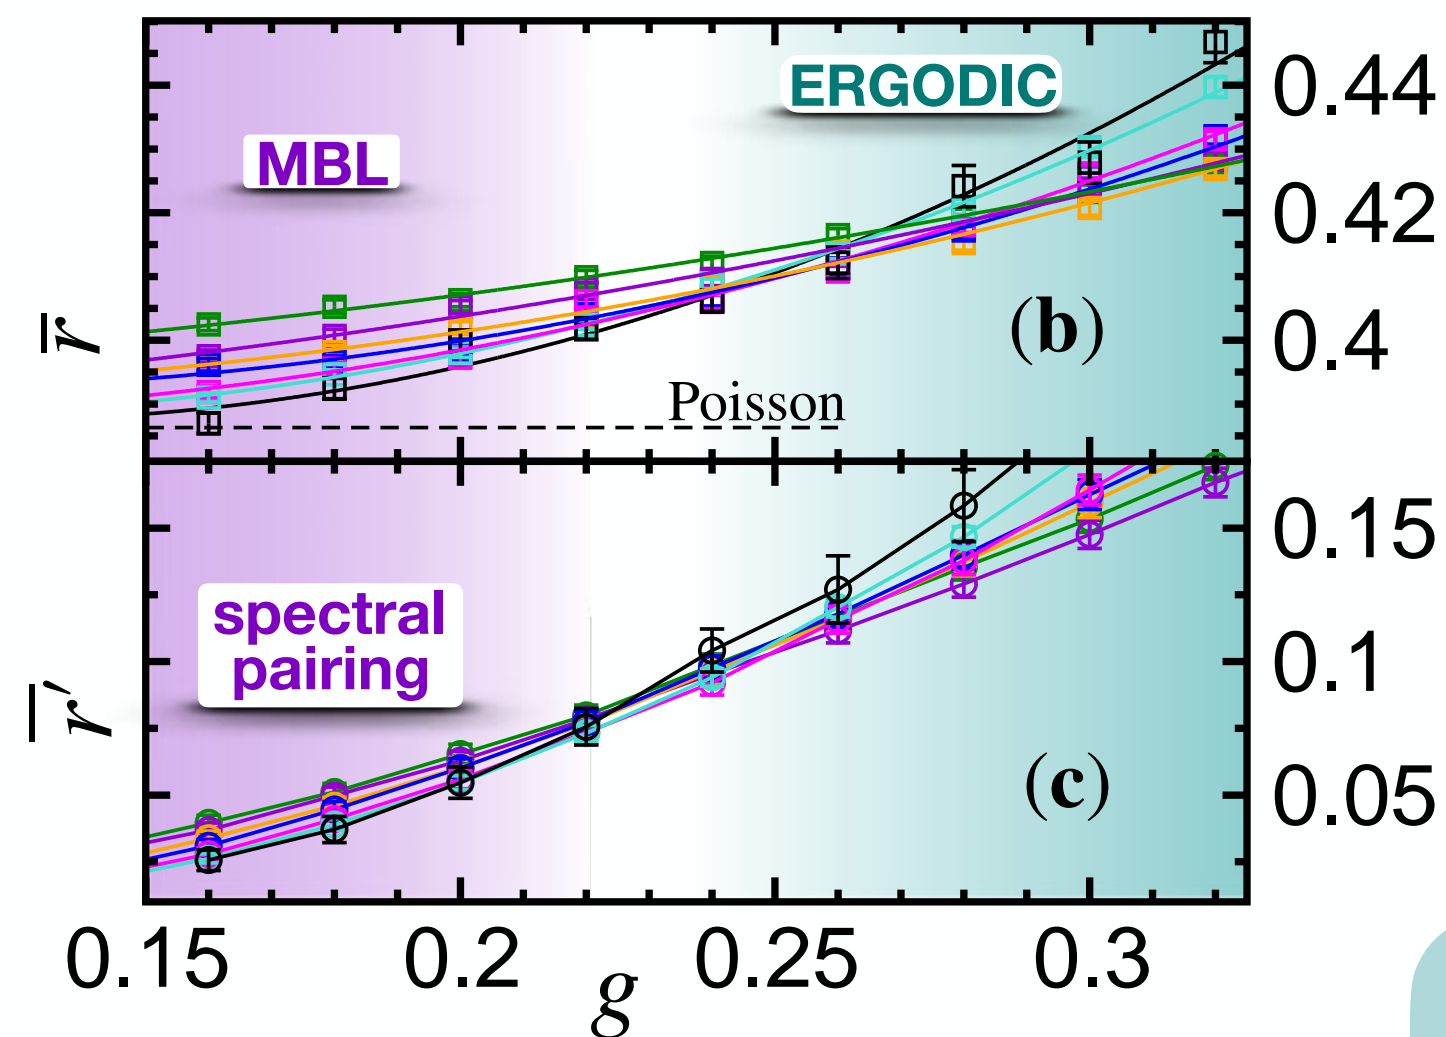 ERGODIC
0.44
MBL
0.42
r̅
(b)
0.4
Poisson
0.15
spectral
pairing
0.1
r̅′
(c)
0.05
0.15 0.2 0.25 0.3
g